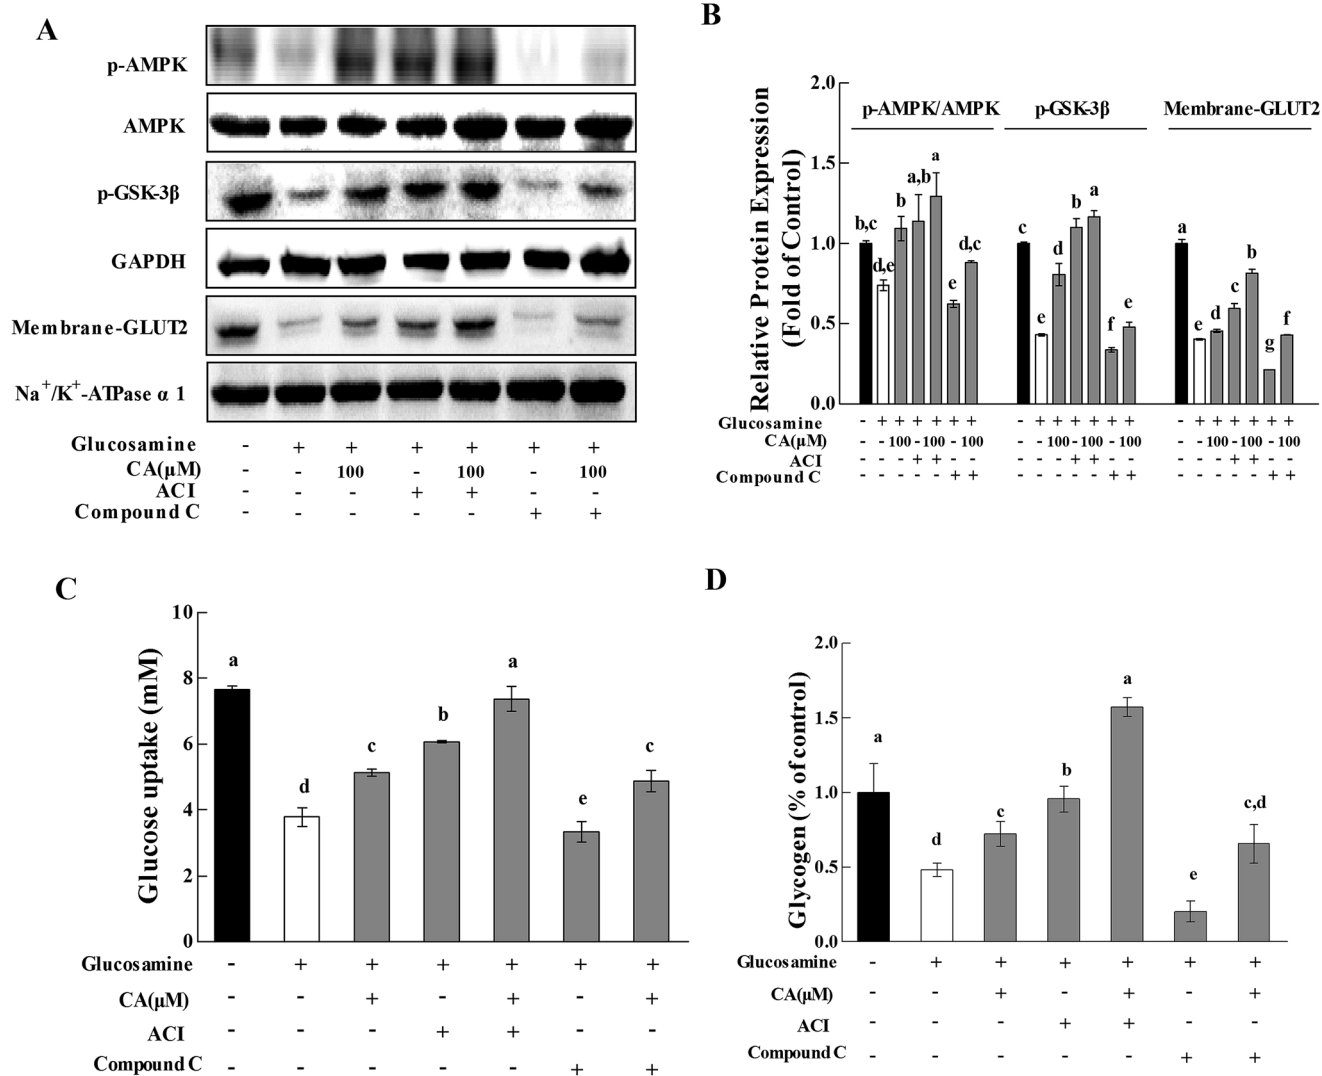 A
p-AMPK
AMPK
p-GSK-3β
GAPDH
Membrane-GLUT2
Na+/K+-ATPase α 1
Glucosamine - + + + + + +
CA(μM) - - 100 - 100 - 100
ACI - - - + + - -
Compound C - - - - - + +
B
Relative Protein Expression
(Fold of Control)
2.0
1.5
1.0
0.5
0.0
p-AMPK/AMPK p-GSK-3β Membrane-GLUT2
b,c d,e b a,b a e d,c
c e d b a f e
a e d c b g f
Glucosamine - + + + + + + - + + + + + + - + + + + + +
CA(μM) - - 100 - 100 - 100 - - 100 - 100 - 100 - - 100 - 100 - 100
ACI - - - + + - - - - - + + - - - - - + + - -
Compound C - - - - - + + - - - - - + + - - - - - + +
C
Glucose uptake (mM)
10
8
6
4
2
0
a d c b a e c
Glucosamine - + + + + + +
CA(μM) - - + - + - +
ACI - - - + + - -
Compound C - - - - - + +
D
Glycogen (% of control)
2.0
1.5
1.0
0.5
0.0
a d c b a e c,d
Glucosamine - + + + + + +
CA(μM) - - + - + - +
ACI - - - + + - -
Compound C - - - - - + +